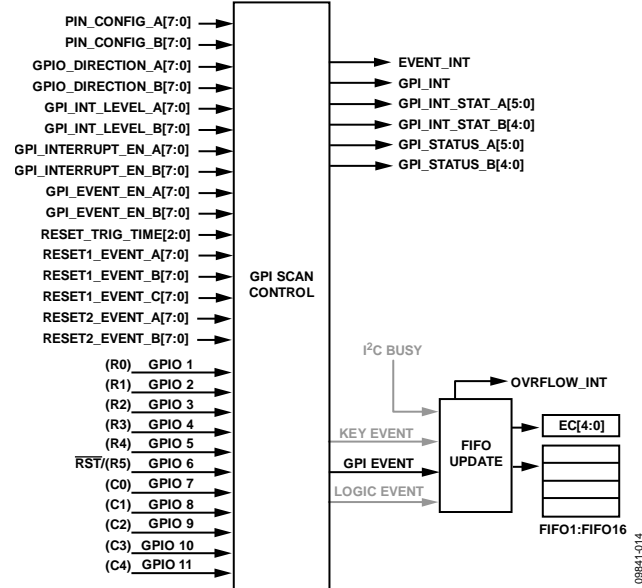 PIN_CONFIG_A[7:0]
PIN_CONFIG_B[7:0]
GPIO_DIRECTION_A[7:0]
GPIO_DIRECTION_B[7:0]
GPI_INT_LEVEL_A[7:0]
GPI_INT_LEVEL_B[7:0]
GPI_INTERRUPT_EN_A[7:0]
GPI_INTERRUPT_EN_B[7:0]
GPI_EVENT_EN_A[7:0]
GPI_EVENT_EN_B[7:0]
RESET_TRIG_TIME[2:0]
RESET1_EVENT_A[7:0]
RESET1_EVENT_B[7:0]
RESET1_EVENT_C[7:0]
RESET2_EVENT_A[7:0]
RESET2_EVENT_B[7:0]
(R0) GPIO 1
(R1) GPIO 2
(R2) GPIO 3
(R3) GPIO 4
(R4) GPIO 5
RST/(R5) GPIO 6
(C0) GPIO 7
(C1) GPIO 8
(C2) GPIO 9
(C3) GPIO 10
(C4) GPIO 11
GPI SCAN
CONTROL
EVENT_INT
GPI_INT
GPI_INT_STAT_A[5:0]
GPI_INT_STAT_B[4:0]
GPI_STATUS_A[5:0]
GPI_STATUS_B[4:0]
I2C BUSY
KEY EVENT
GPI EVENT
LOGIC EVENT
FIFO
UPDATE
OVRFLOW_INT
EC[4:0]
FIFO1:FIFO16
09841-014